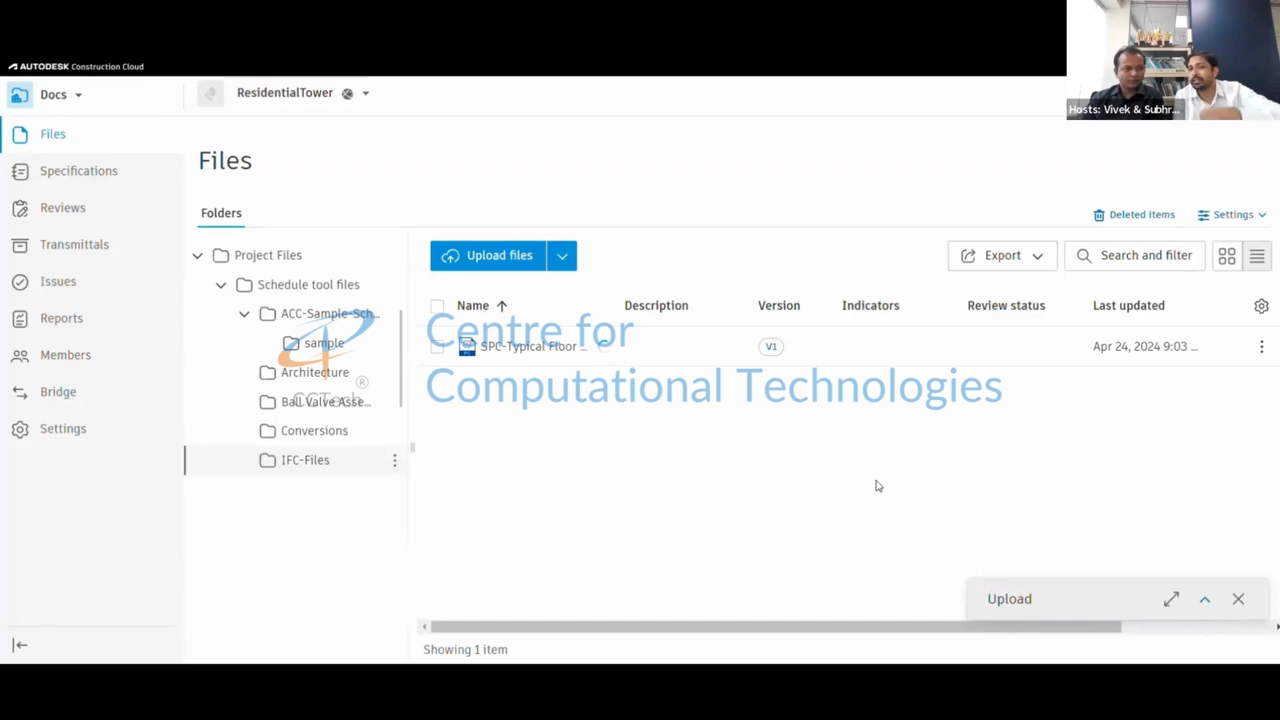 AUTODESK Construction Cloud
Docs
ResidentialTower
Hosts: Vivek & Subhr...
Files
Specifications
Reviews
Transmittals
Issues
Reports
Members
Bridge
Settings
Files
Folders
Deleted items
Settings
Project Files
Schedule tool files
ACC-Sample-Sch...
sample
Architecture
Ball Valve Asse...
Conversions
IFC-Files
Upload files
Export
Search and filter
Name
Description
Version
Indicators
Review status
Last updated
SPC-Typical Floor ...
V1
Apr 24, 2024 9:03 ...
CCTech®
Centre for
Computational Technologies
Upload
Showing 1 item